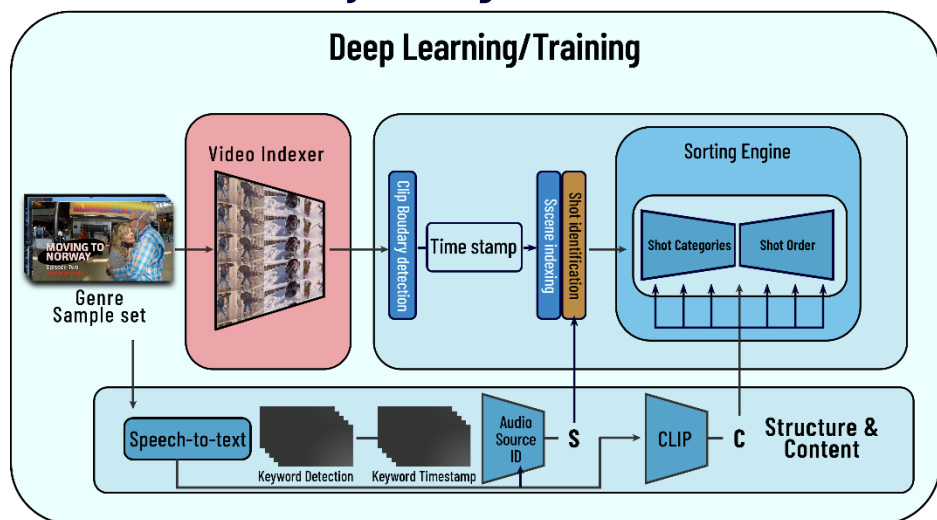 Deep Learning/Training
Video Indexer
Sorting Engine
Clip Boudary detection
Time stamp
Sscene indexing
Shot identification
Shot Categories
Shot Order
MOVING TO
NORWAY
Episode Two
Genre
Sample set
Speech-to-text
Keyword Detection
Keyword Timestamp
Audio
Source
ID
S
CLIP
C
Structure &
Content